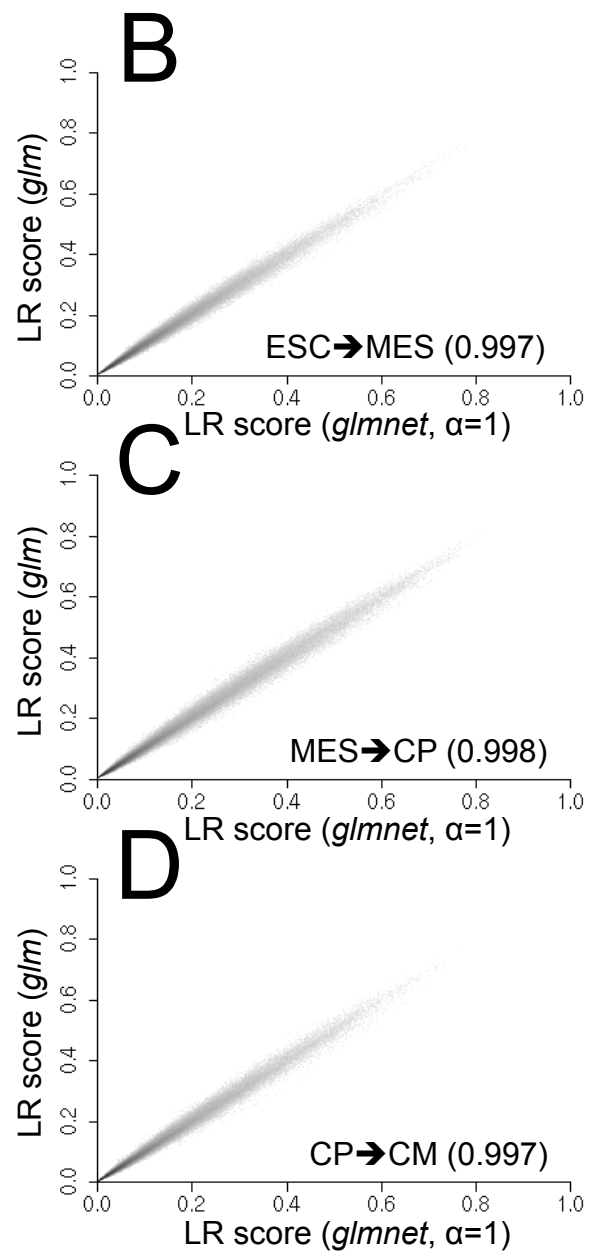 B
1.0
0.8
0.6
0.4
0.2
0.0
LR score (glm)
ESC➔MES (0.997)
0.0 0.2 0.4 0.6 0.8 1.0
LR score (glmnet, α=1)
C
1.0
0.8
0.6
0.4
0.2
0.0
LR score (glm)
MES➔CP (0.998)
0.0 0.2 0.4 0.6 0.8 1.0
LR score (glmnet, α=1)
D
1.0
0.8
0.6
0.4
0.2
0.0
LR score (glm)
CP➔CM (0.997)
0.0 0.2 0.4 0.6 0.8 1.0
LR score (glmnet, α=1)